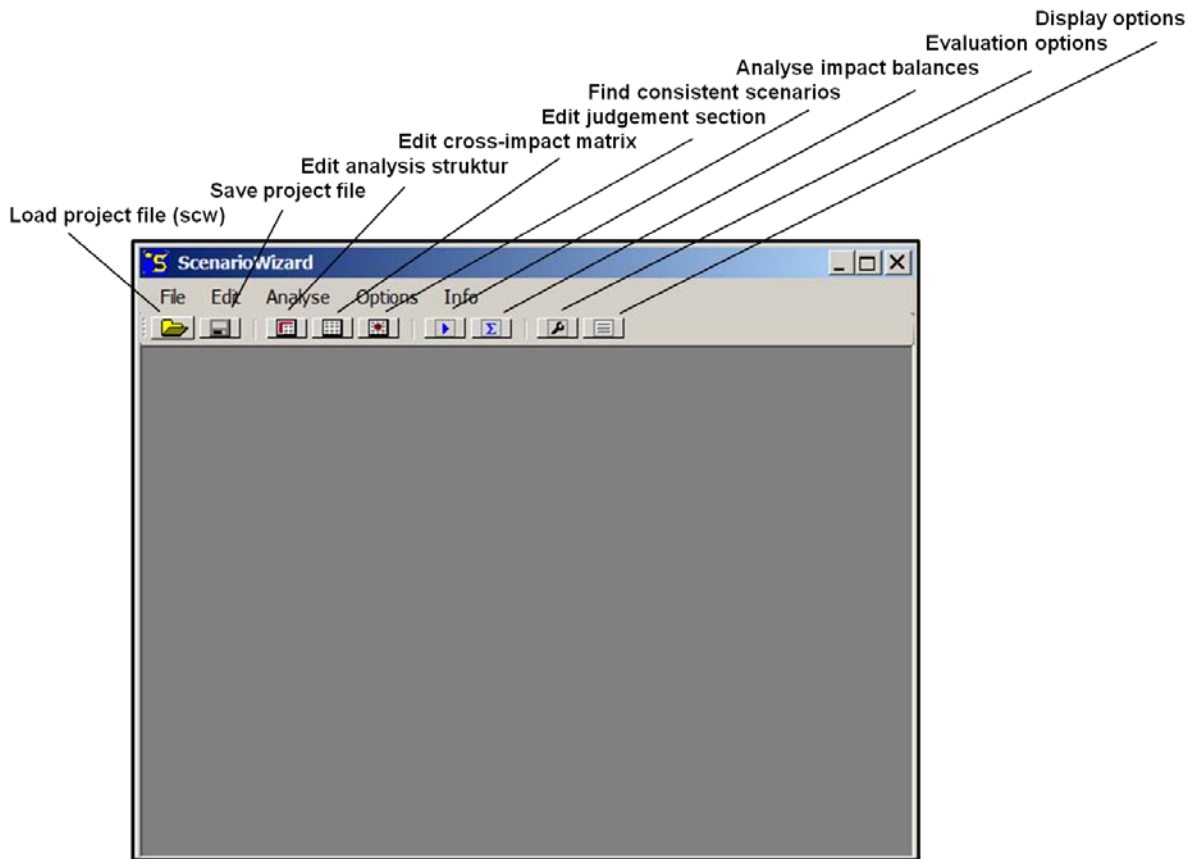 Display options
Evaluation options
Analyse impact balances
Find consistent scenarios
Edit judgement section
Edit cross-impact matrix
Edit analysis struktur
Save project file
Load project file (scw)
ScenarioWizard
File Edit Analyse Options Info
Σ